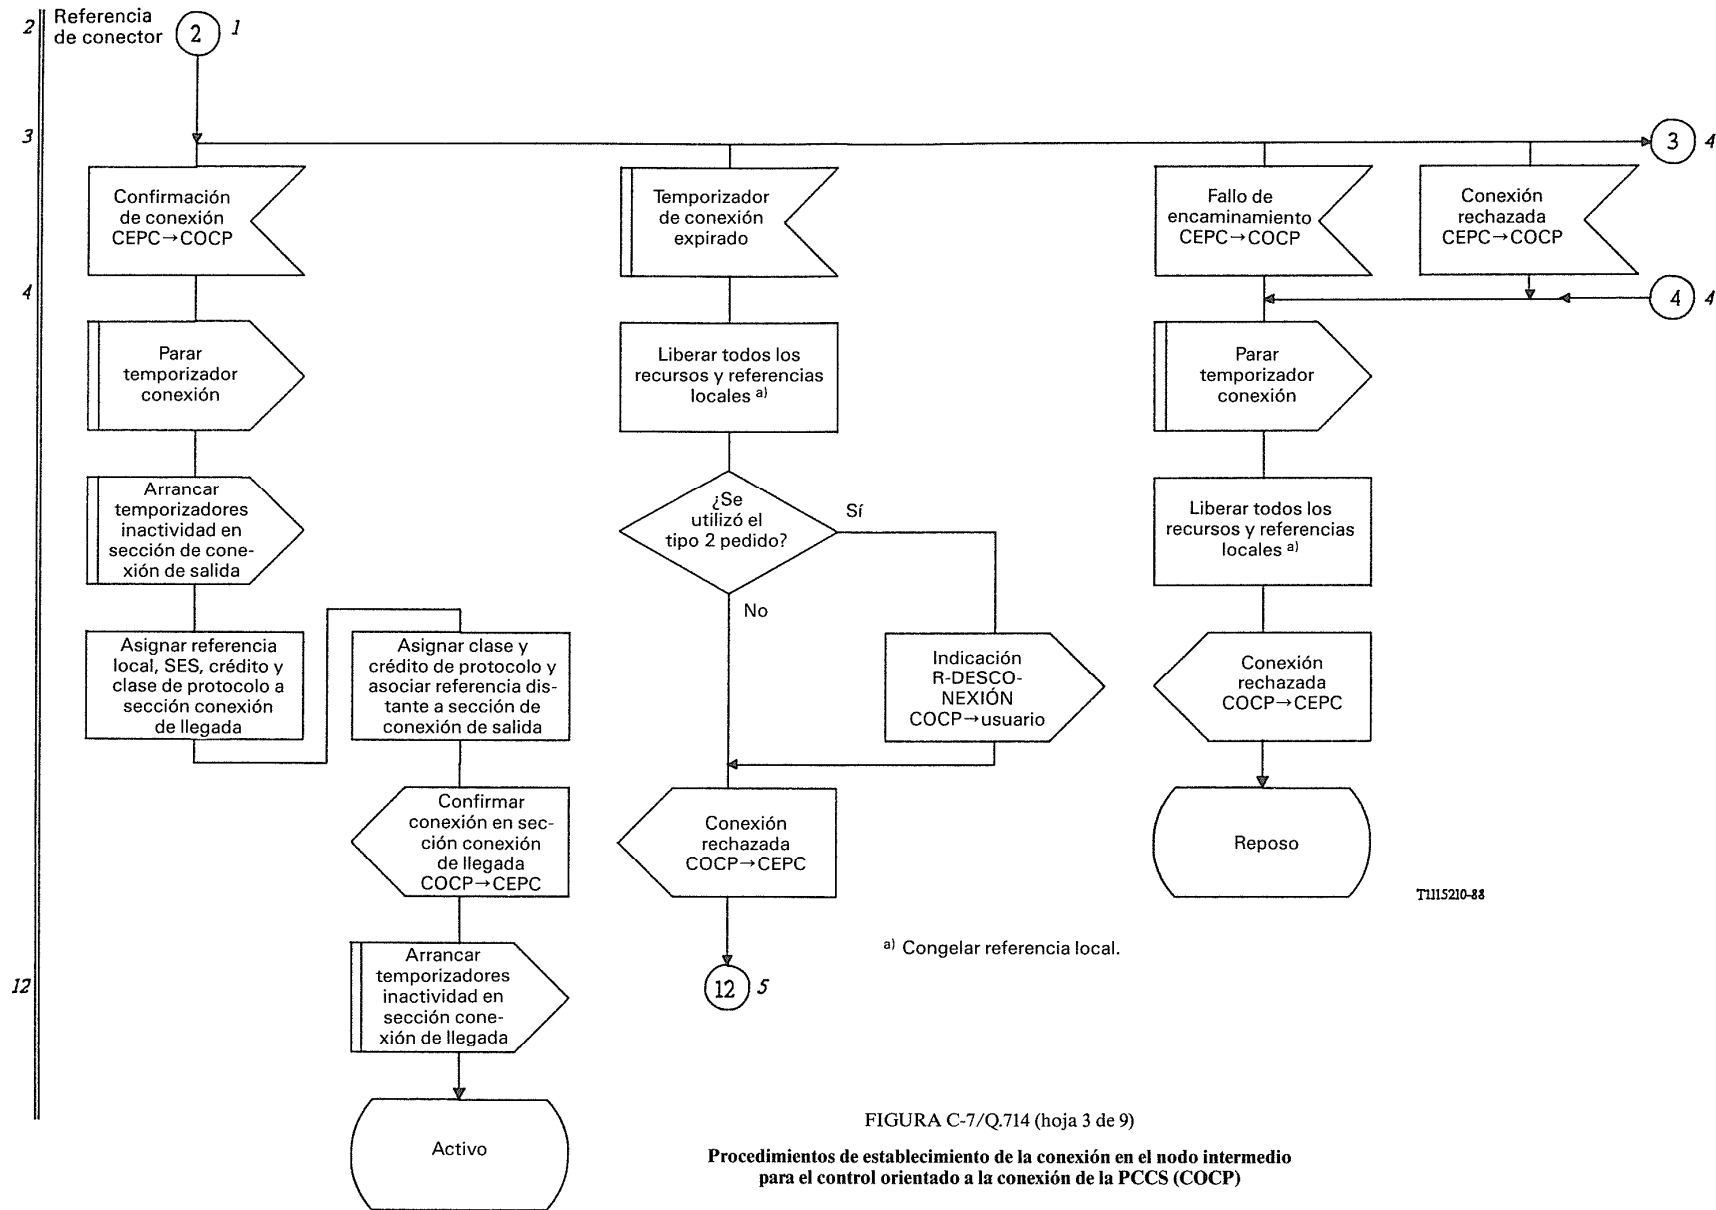 2
Referencia
de conector
2
1
3
3
4
Confirmación
de conexión
CEPC→COCP
Temporizador
de conexión
expirado
Fallo de
encaminamiento
CEPC→COCP
Conexión
rechazada
CEPC→COCP
4
4
4
Parar
temporizador
conexión
Liberar todos los
recursos y referencias
locales a)
Parar
temporizador
conexión
Arrancar
temporizadores
inactividad en
sección de cone-
xión de salida
¿Se
utilizó el
tipo 2 pedido?
Sí
No
Liberar todos los
recursos y referencias
locales a)
Asignar referencia
local, SES, crédito y
clase de protocolo a
sección conexión
de llegada
Asignar clase y
crédito de protocolo y
asociar referencia dis-
tante a sección de
conexión de salida
Indicación
R-DESCO-
NEXIÓN
COCP→usuario
Conexión
rechazada
COCP→CEPC
Confirmar
conexión en sec-
ción conexión
de llegada
COCP→CEPC
Conexión
rechazada
COCP→CEPC
Reposo
T1115210-88
a) Congelar referencia local.
12
Arrancar
temporizadores
inactividad en
sección cone-
xión de llegada
12
5
Activo
FIGURA C-7/Q.714 (hoja 3 de 9)
Procedimientos de establecimiento de la conexión en el nodo intermedio
para el control orientado a la conexión de la PCCS (COCP)